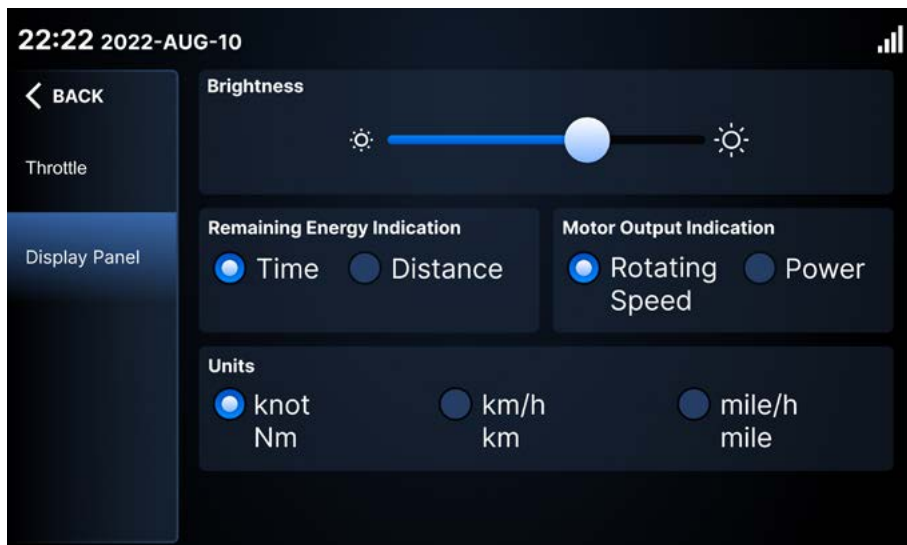 22:22 2022-AUG-10
BACK
Throttle
Display Panel
Brightness
Remaining Energy Indication
Time Distance
Motor Output Indication
Rotating Speed Power
Units
knot km/h mile/h
Nm km mile